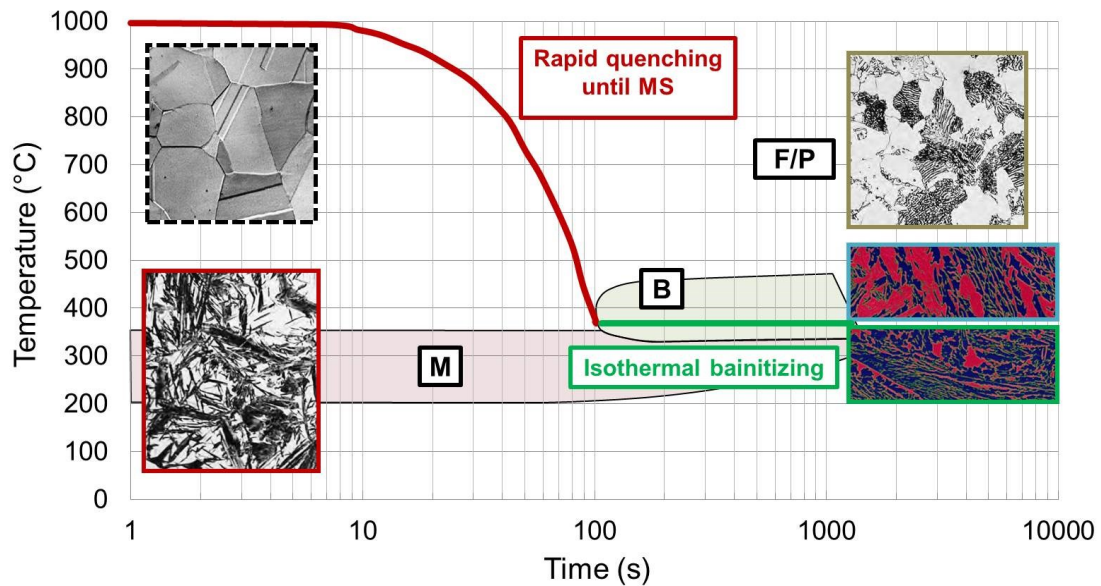 1000
900
800
700
600
500
400
300
200
100
0
Temperature (°C)
Rapid quenching
until MS
F/P
B
M
Isothermal bainitizing
1
10
100
1000
10000
Time (s)